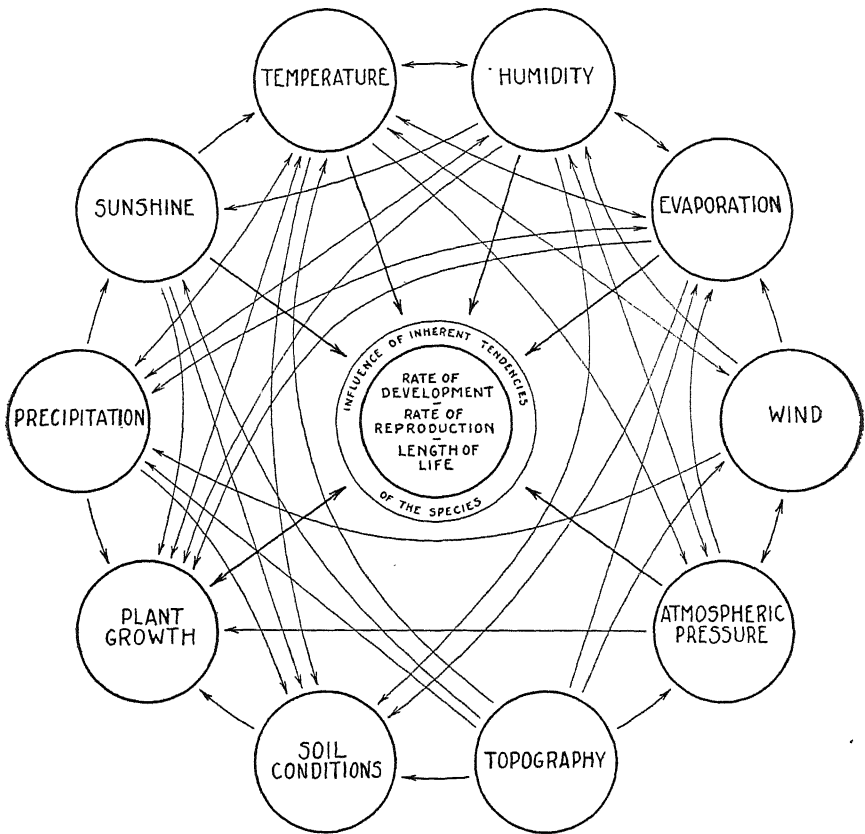 TEMPERATURE
HUMIDITY
SUNSHINE
EVAPORATION
INFLUENCE OF INHERENT TENDENCIES
OF THE SPECIES
RATE OF
DEVELOPMENT
–
RATE OF
REPRODUCTION
–
LENGTH OF
LIFE
PRECIPITATION
WIND
PLANT
GROWTH
ATMOSPHERIC
PRESSURE
SOIL
CONDITIONS
TOPOGRAPHY